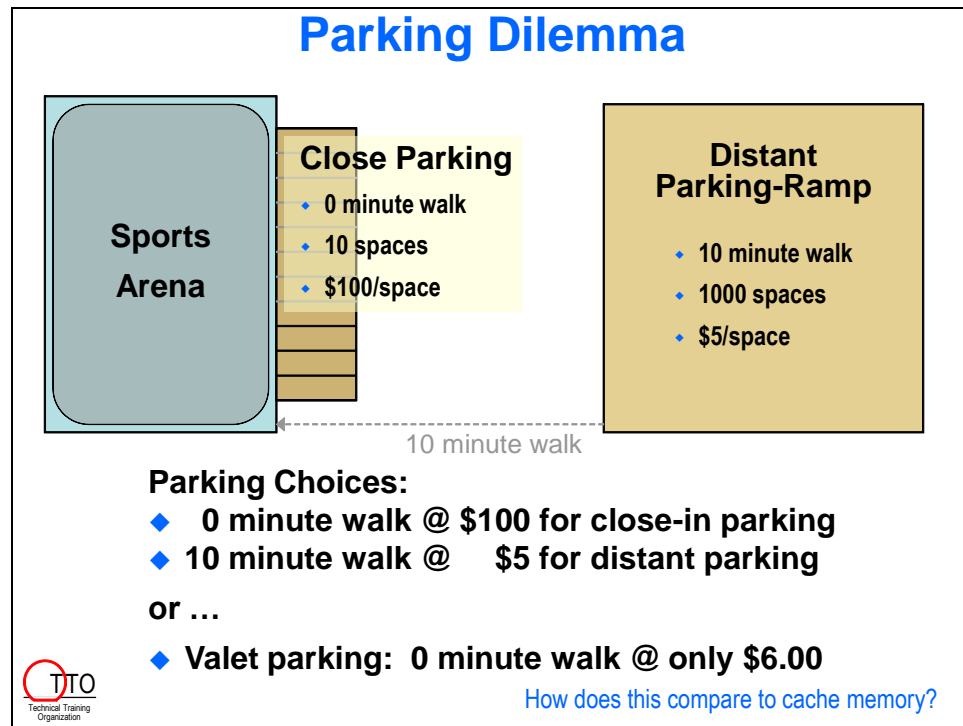 Parking Dilemma
Sports
Arena
Close Parking
0 minute walk
10 spaces
$100/space
Distant
Parking-Ramp
10 minute walk
1000 spaces
$5/space
10 minute walk
Parking Choices:
0 minute walk @ $100 for close-in parking
10 minute walk @ $5 for distant parking
or ...
Valet parking: 0 minute walk @ only $6.00
TTO
Technical Training
Organization
How does this compare to cache memory?